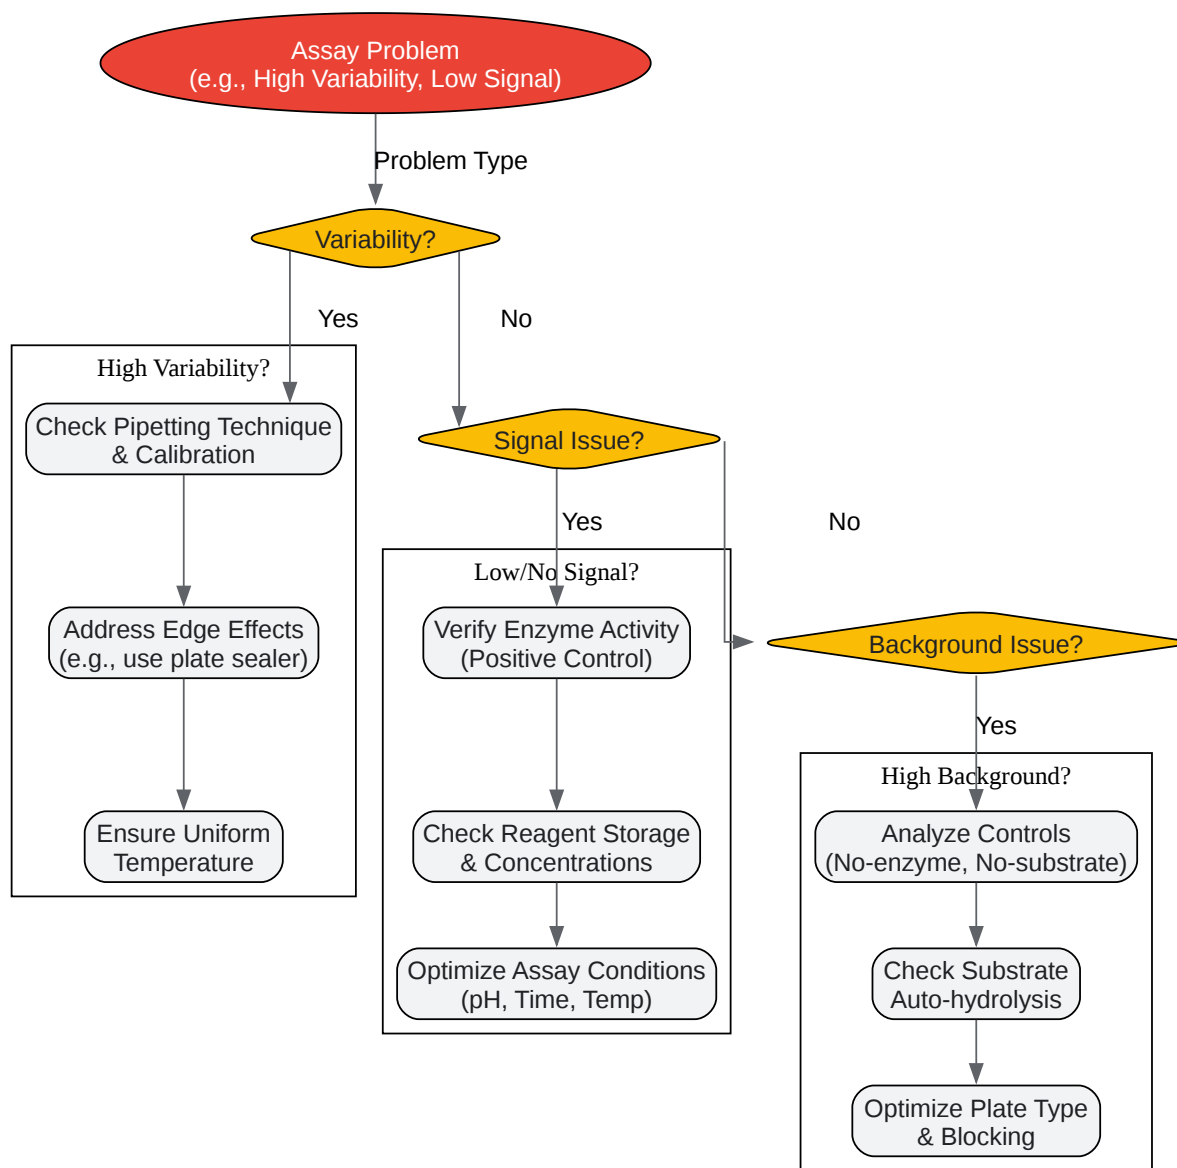 Assay Problem
(e.g., High Variability, Low Signal)
Problem Type
Variability?
Yes
No
High Variability?
Check Pipetting Technique
& Calibration
Address Edge Effects
(e.g., use plate sealer)
Ensure Uniform
Temperature
Signal Issue?
Yes
No
Low/No Signal?
Verify Enzyme Activity
(Positive Control)
Check Reagent Storage
& Concentrations
Optimize Assay Conditions
(pH, Time, Temp)
Background Issue?
Yes
High Background?
Analyze Controls
(No-enzyme, No-substrate)
Check Substrate
Auto-hydrolysis
Optimize Plate Type
& Blocking